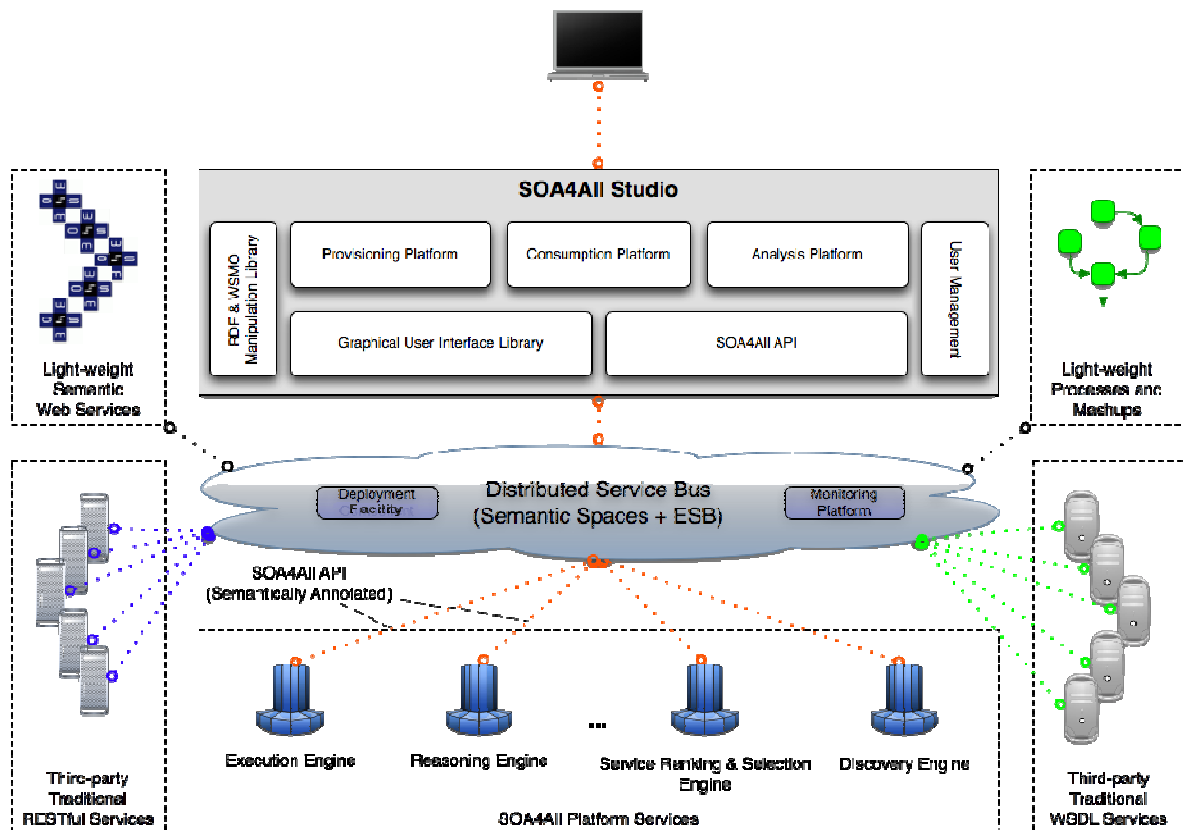 SOA4All Studio
RDF & WSMO
Manipulation Library
Provisioning Platform
Consumption Platform
Analysis Platform
User Management
Graphical User Interface Library
SOA4All API
Light-weight
Semantic
Web Services
Light-weight
Processes and
Mashups
Deployment
Facility
Distributed Service Bus
(Semantic Spaces + ESB)
Monitoring
Platform
SOA4All API
(Semantically Annotated)
...
Execution Engine
Reasoning Engine
Service Ranking & Selection
Engine
Discovery Engine
Third-party
Traditional
RESTful Services
SOA4All Platform Services
Third-party
Traditional
WSDL Services